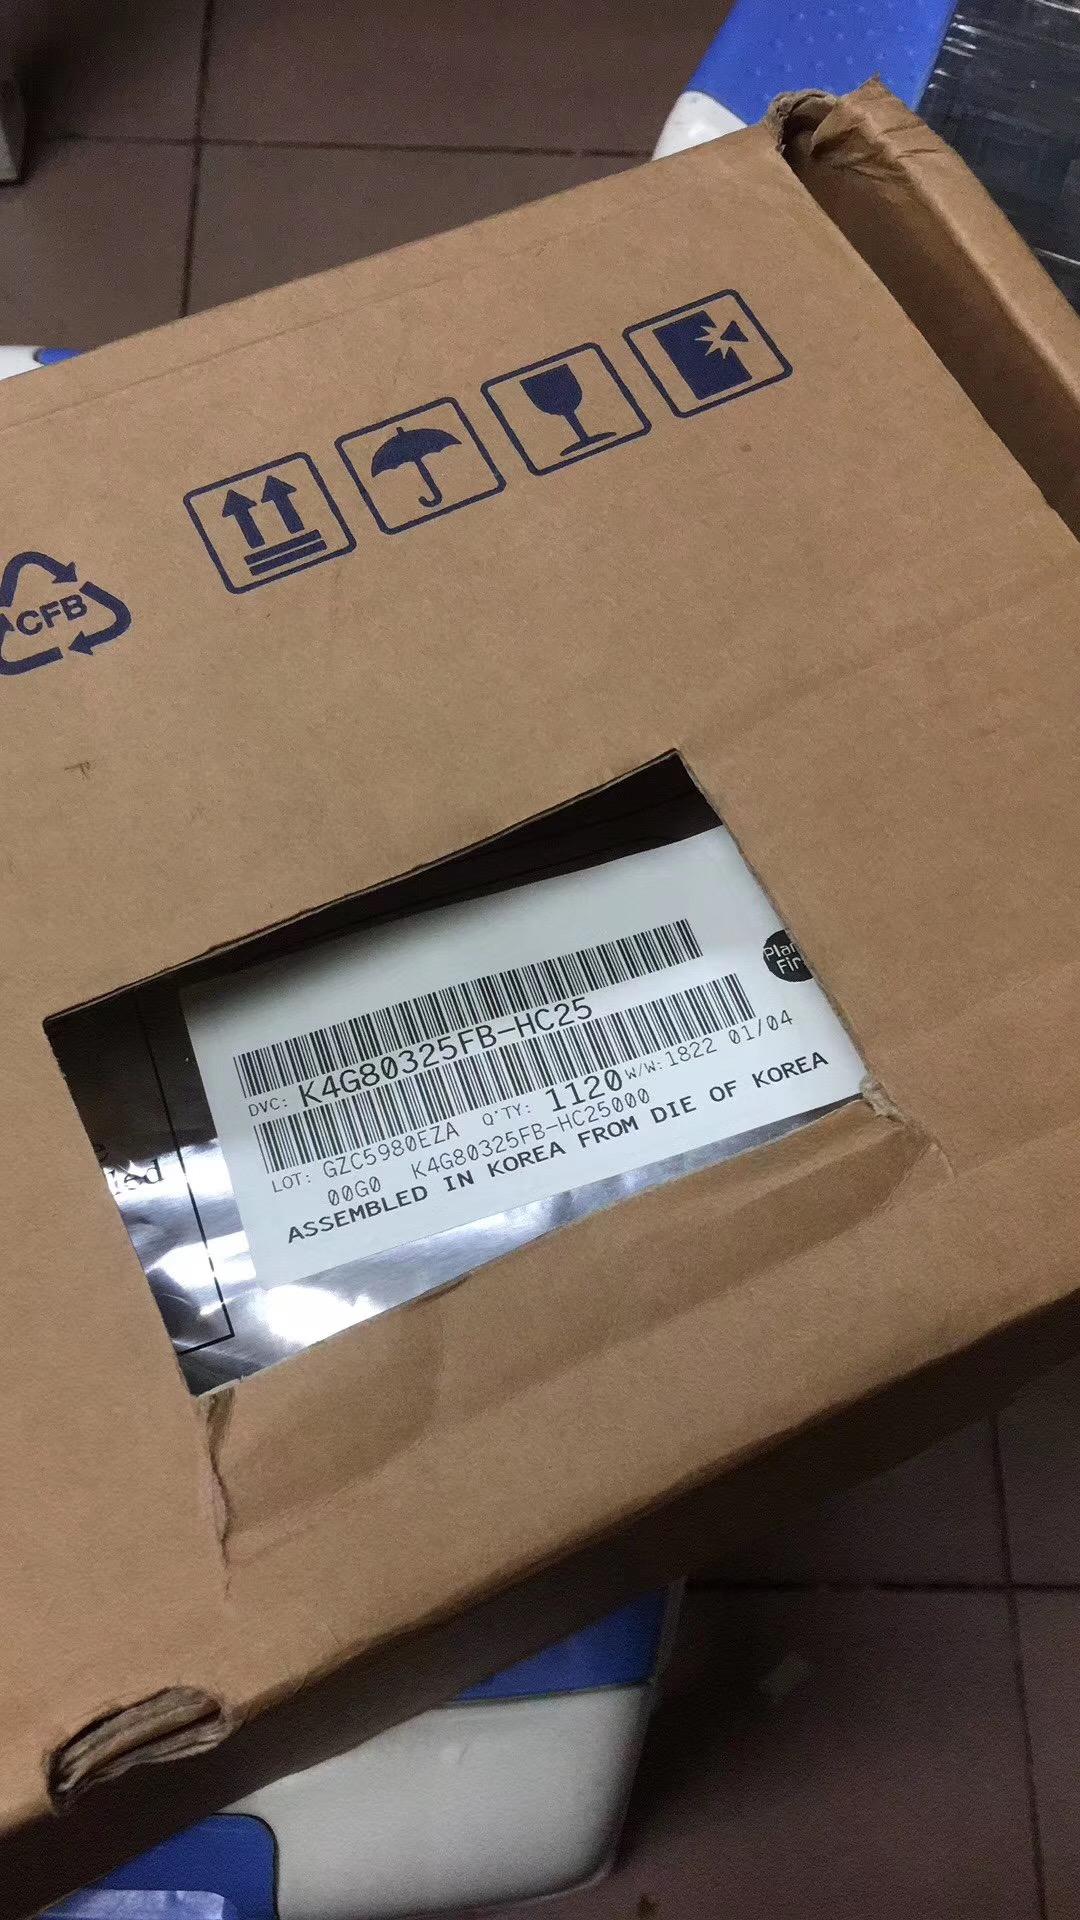 CFB
DVC: K4G80325FB-HC25
LOT: GZC5980EZA Q'TY: 1120 W/W: 1822 01/04
00G0 K4G80325FB-HC25000
ASSEMBLED IN KOREA FROM DIE OF KOREA